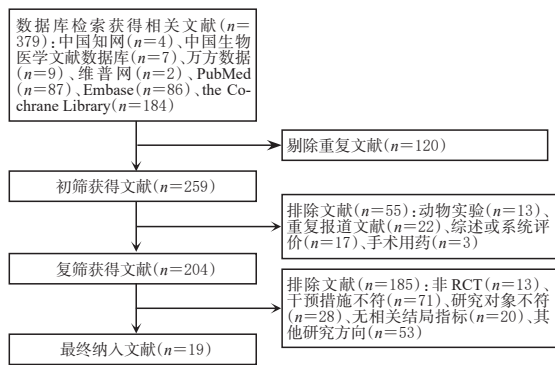 数据库检索获得相关文献(n=
379)：中国知网(n=4)、中国生物
医学文献数据库(n=7)、万方数据
(n=9)、维普网(n=2)、PubMed
(n=87)、Embase(n=86)、the Co-
chrane Library(n=184)
剔除重复文献(n=120)
初筛获得文献(n=259)
排除文献(n=55)：动物实验(n=13)、
重复报道文献(n=22)、综述或系统评
价(n=17)、手术用药(n=3)
复筛获得文献(n=204)
排除文献(n=185)：非RCT(n=13)、
干预措施不符(n=71)、研究对象不符
(n=28)、无相关结局指标(n=20)、其
他研究方向(n=53)
最终纳入文献(n=19)